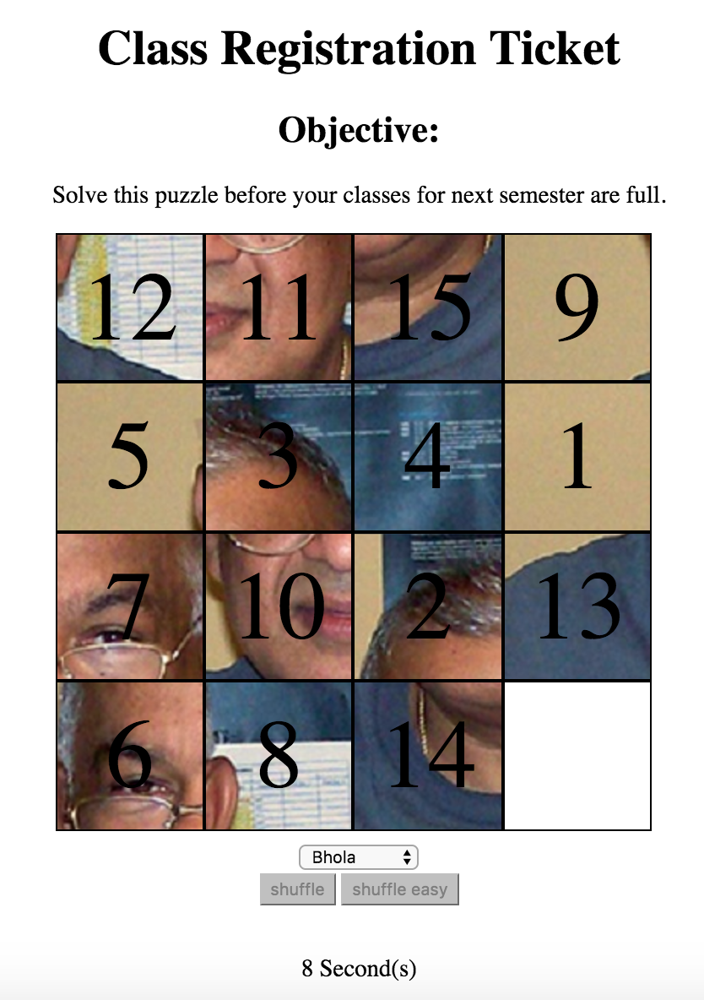 Class Registration Ticket
Objective:
Solve this puzzle before your classes for next semester are full.
12 11 15 9
5 3 4 1
7 10 2 13
6 8 14
Bhola
shuffle shuffle easy
8 Second(s)